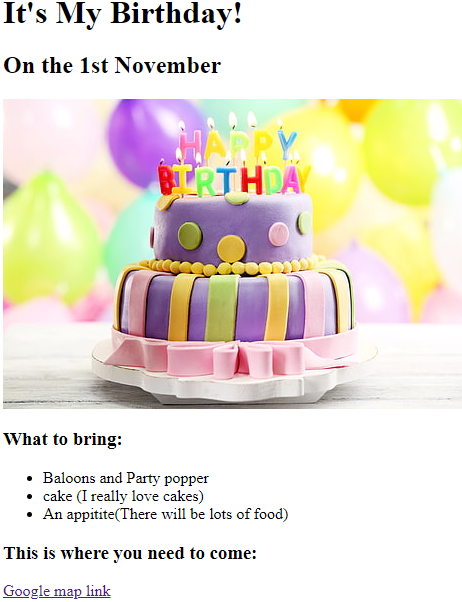 It's My Birthday!
On the 1st November
HAPPY
BIRTHDAY
What to bring:
Baloons and Party popper
cake (I really love cakes)
An appitite(There will be lots of food)
This is where you need to come:
Google map link